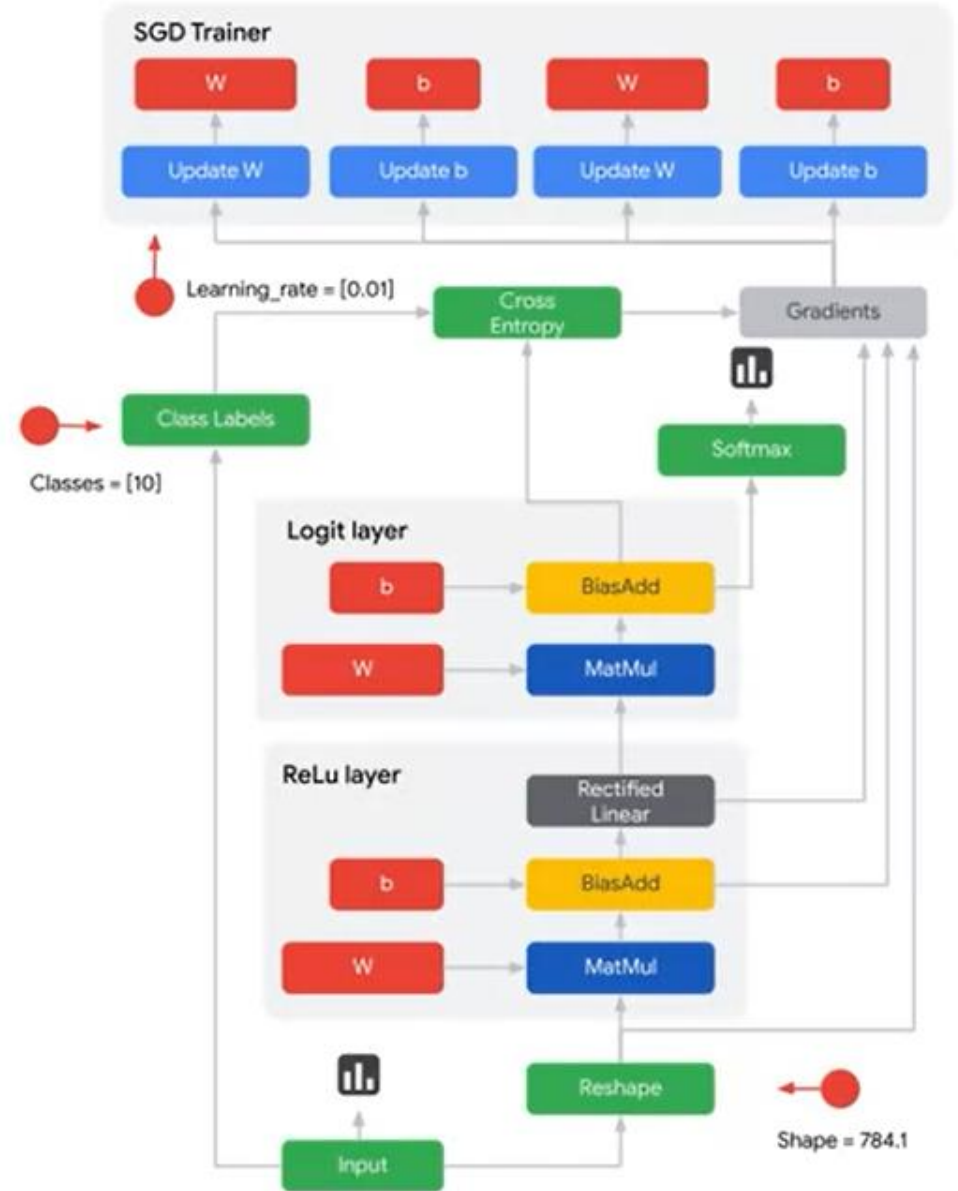 SGD Trainer
W
b
W
b
Update W
Update b
Update W
Update b
Learning_rate = [0.01]
Cross
Entropy
Gradients
Class Labels
Softmax
Classes = [10]
Logit layer
b
BiasAdd
W
MatMul
ReLu layer
Rectified
Linear
b
BiasAdd
W
MatMul
Reshape
Shape = 784.1
Input